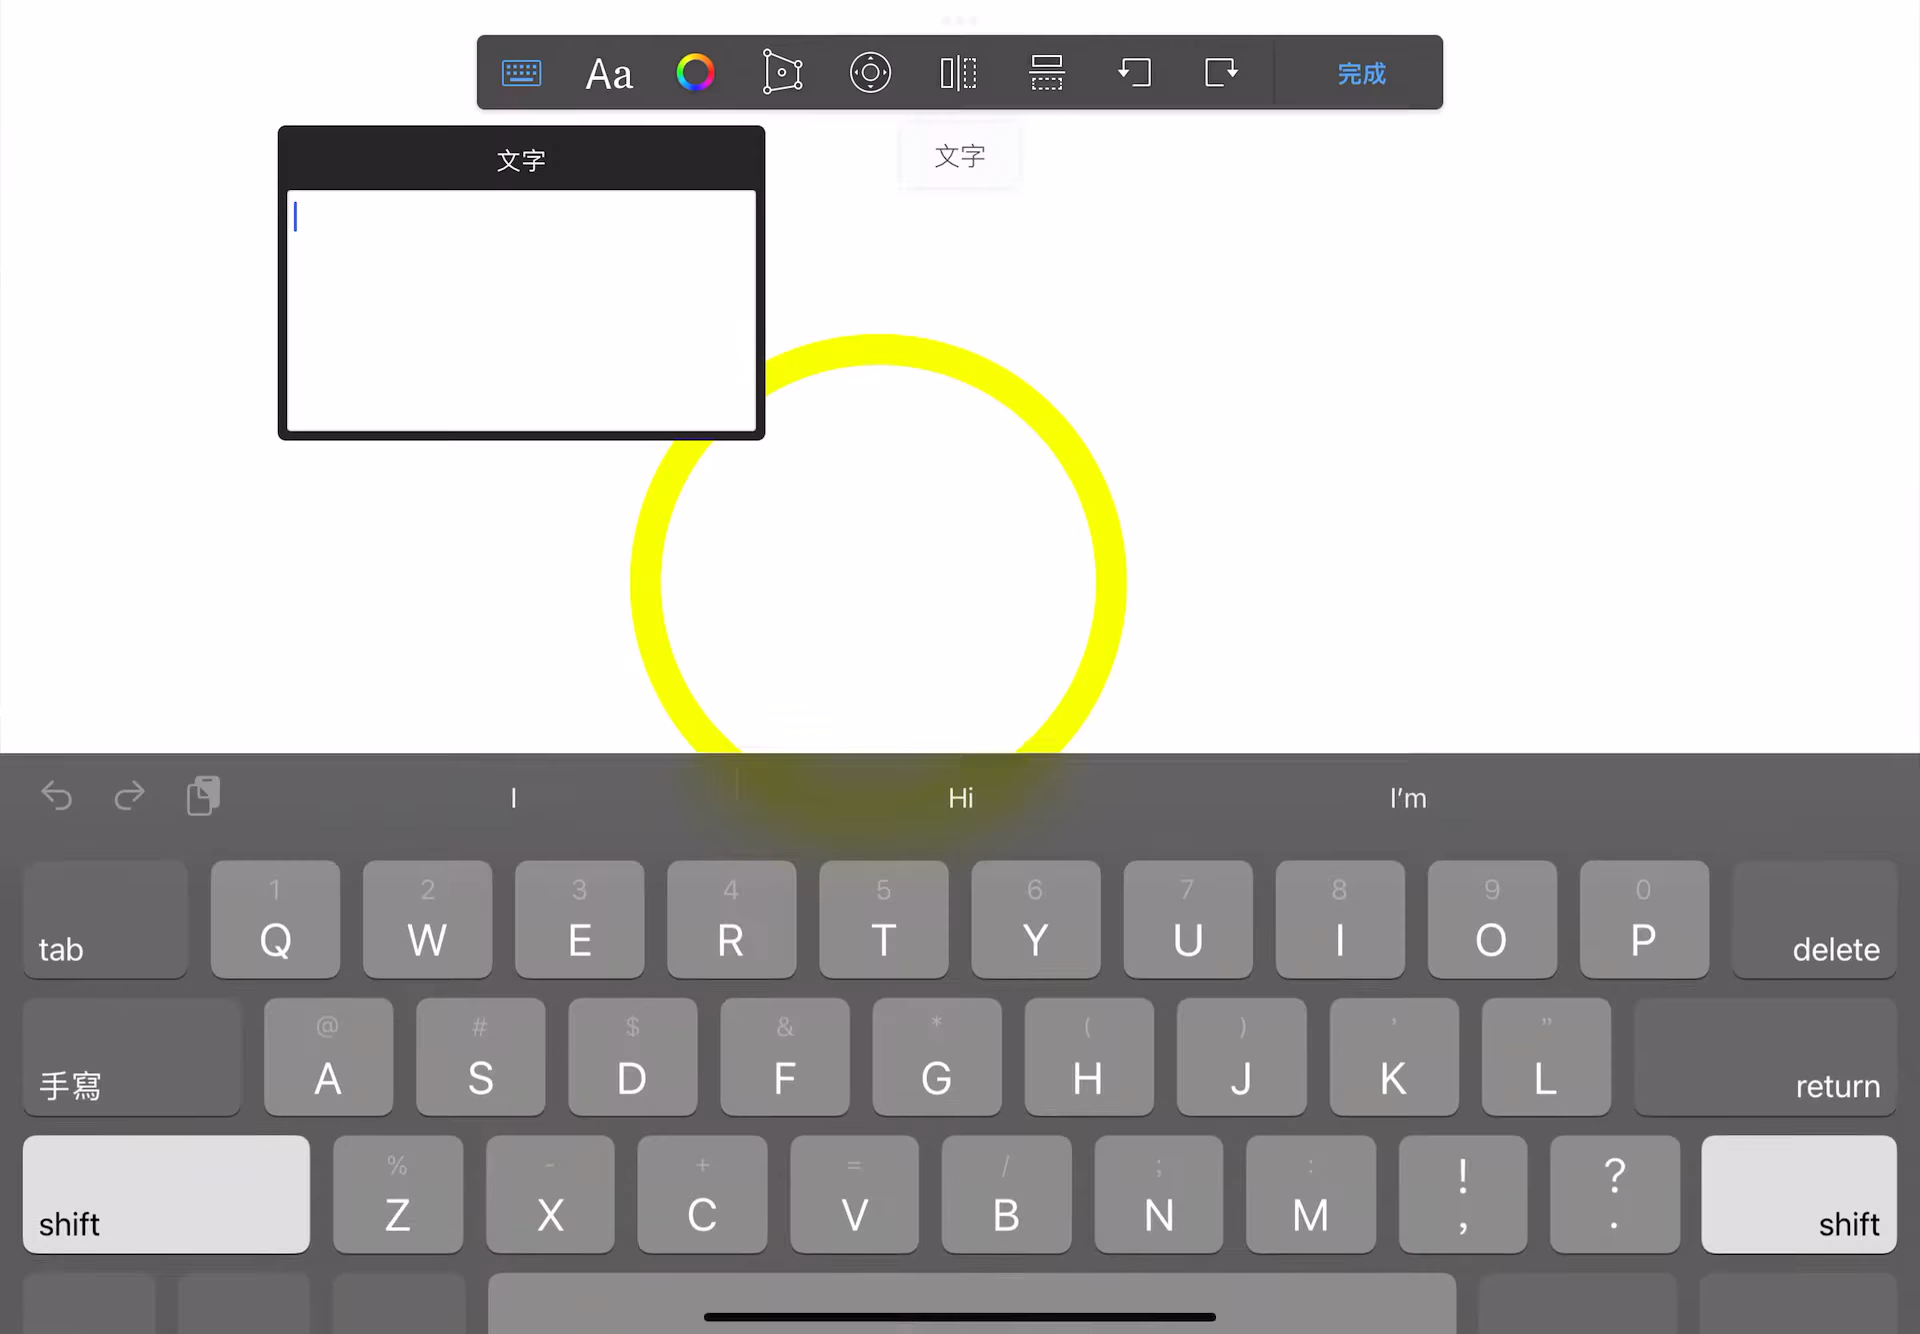 Aa
完成
文字
文字
I
Hi
I'm
tab
1 2 3 4 5 6 7 8 9 0
Q W E R T Y U I O P
delete
手寫
@ # $ & * ( ) ’ ”
A S D F G H J K L
return
shift
% - + = / ; : ! ?
Z X C V B N M , .
shift